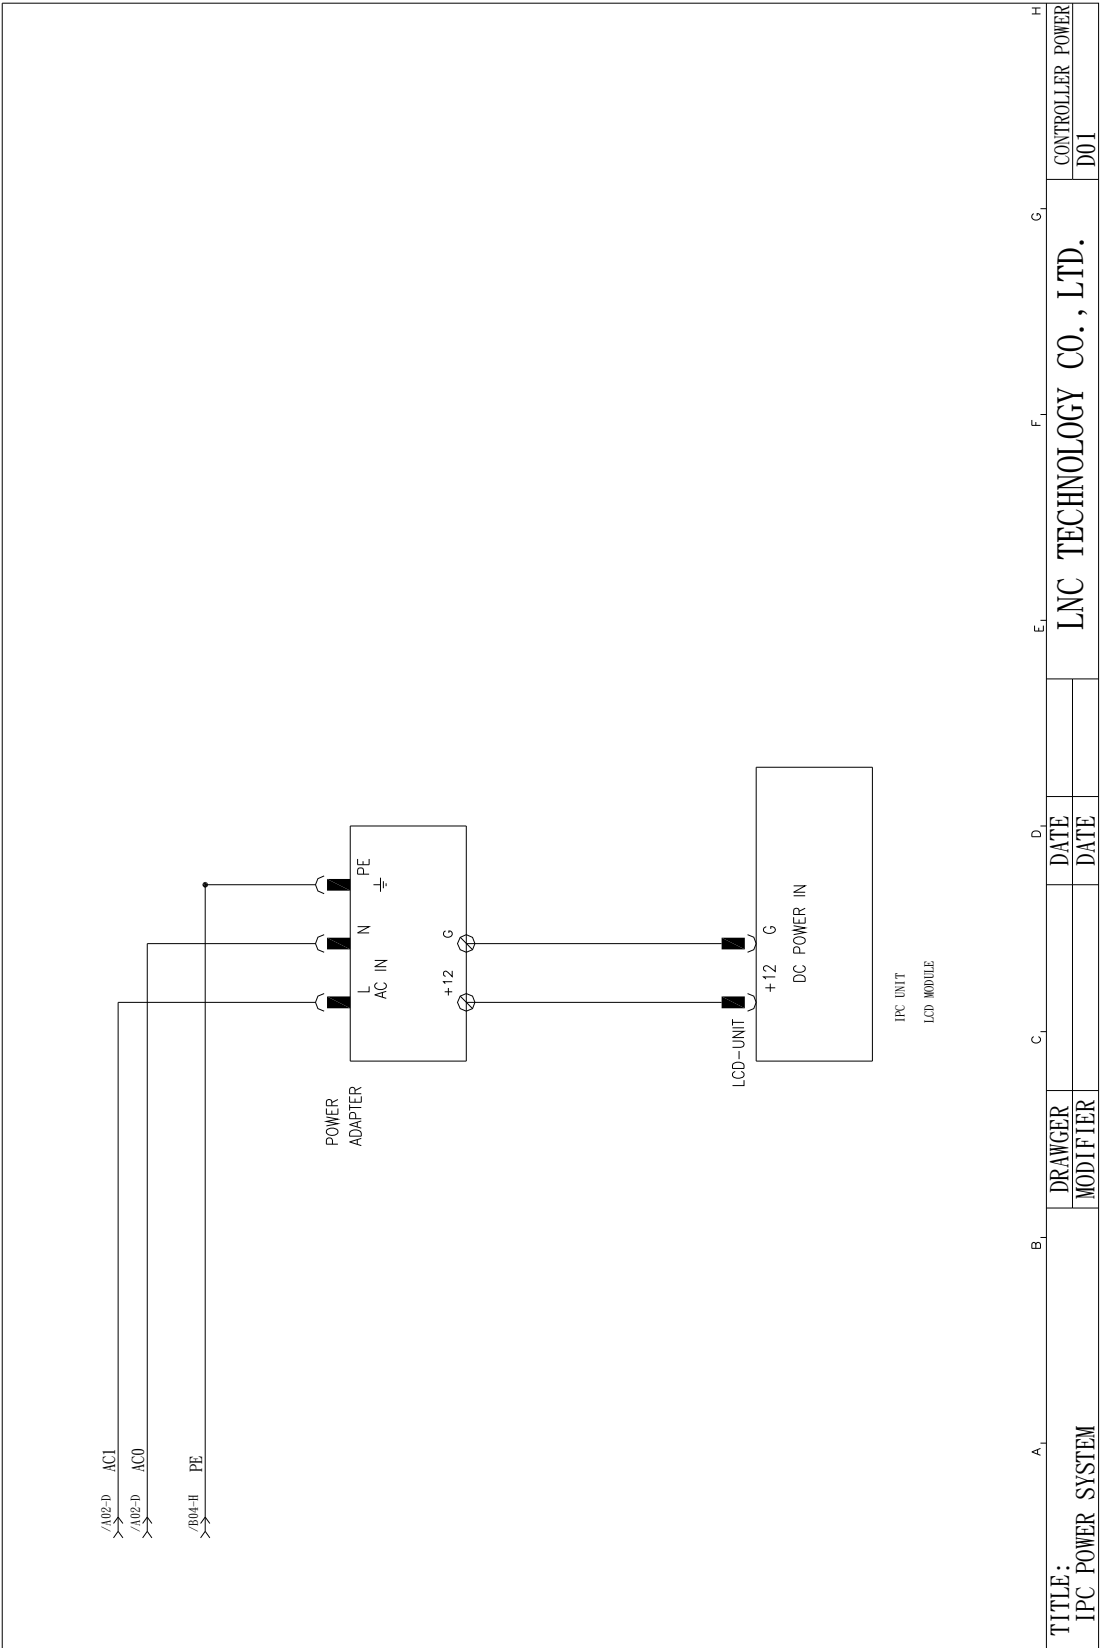 /A02-D AC1
/A02-D AC0
/B04-H PE
POWER
ADAPTER
L N PE
AC IN
+12 G
LCD-UNIT
+12 G
DC POWER IN
IPC UNIT
LCD MODULE
A B C D E F G H
TITLE:
IPC POWER SYSTEM
DRAWGER DATE
MODIFIER DATE
LNC TECHNOLOGY CO.,LTD.
CONTROLLER POWER
D01